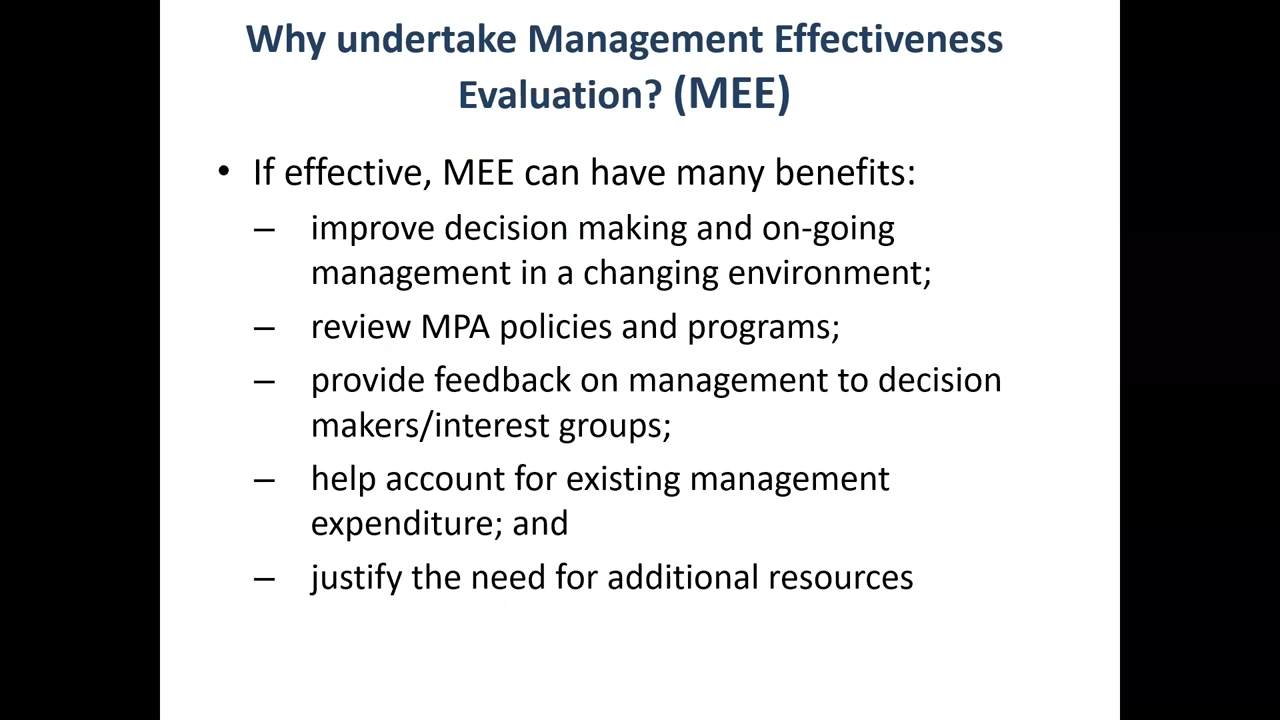 Why undertake Management Effectiveness
Evaluation? (MEE)
• If effective, MEE can have many benefits:
– improve decision making and on-going
management in a changing environment;
– review MPA policies and programs;
– provide feedback on management to decision
makers/interest groups;
– help account for existing management
expenditure; and
– justify the need for additional resources